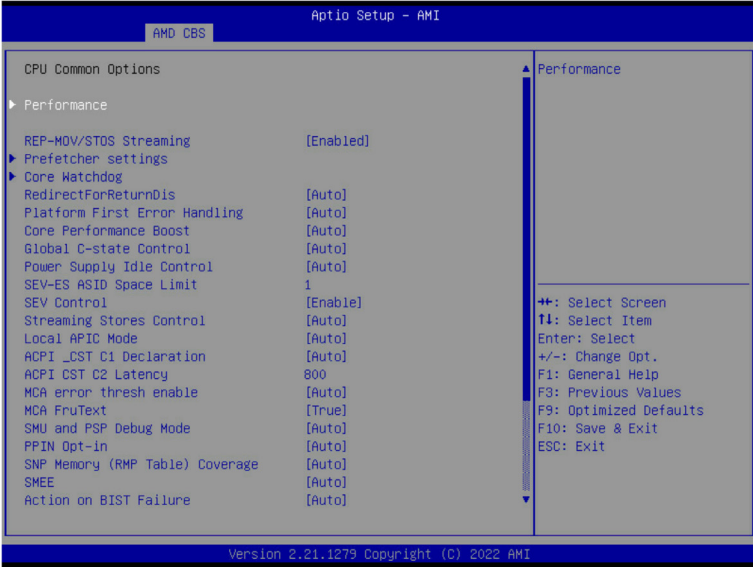 Aptio Setup – AMI
AMD CBS
CPU Common Options
Performance
REP-MOV/STOS Streaming [Enabled]
Prefetcher settings
Core Watchdog
RedirectForReturnDis [Auto]
Platform First Error Handling [Auto]
Core Performance Boost [Auto]
Global C-state Control [Auto]
Power Supply Idle Control [Auto]
SEV-ES ASID Space Limit 1
SEV Control [Enable]
Streaming Stores Control [Auto]
Local APIC Mode [Auto]
ACPI _CST C1 Declaration [Auto]
ACPI CST C2 Latency 800
MCA error thresh enable [Auto]
MCA FruText [True]
SMU and PSP Debug Mode [Auto]
PPIN Opt-in [Auto]
SNP Memory (RMP Table) Coverage [Auto]
SMEE [Auto]
Action on BIST Failure [Auto]
Performance
→←: Select Screen
↑↓: Select Item
Enter: Select
+/-: Change Opt.
F1: General Help
F3: Previous Values
F9: Optimized Defaults
F10: Save & Exit
ESC: Exit
Version 2.21.1279 Copyright (C) 2022 AMI